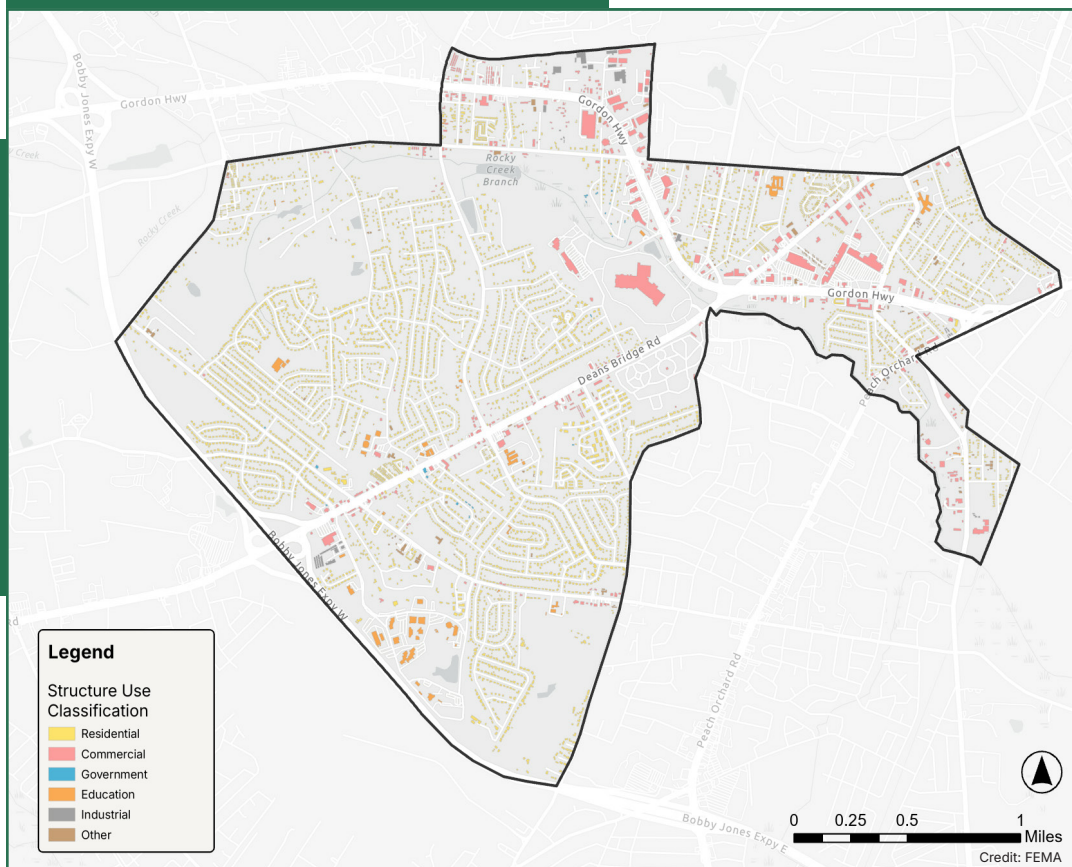 Bobby Jones Expy W
Gordon Hwy
Gordon Hwy
Rocky
Creek
Branch
Rocky Creek
Gordon Hwy
Deans Bridge Rd
Peach Orchard Rd
Bobby Jones Expy W
Rd
Peach Orchard Rd
Bobby Jones Expy E
Legend
Structure Use
Classification
Residential
Commercial
Government
Education
Industrial
Other
0 0.25 0.5 1
Miles
Credit: FEMA